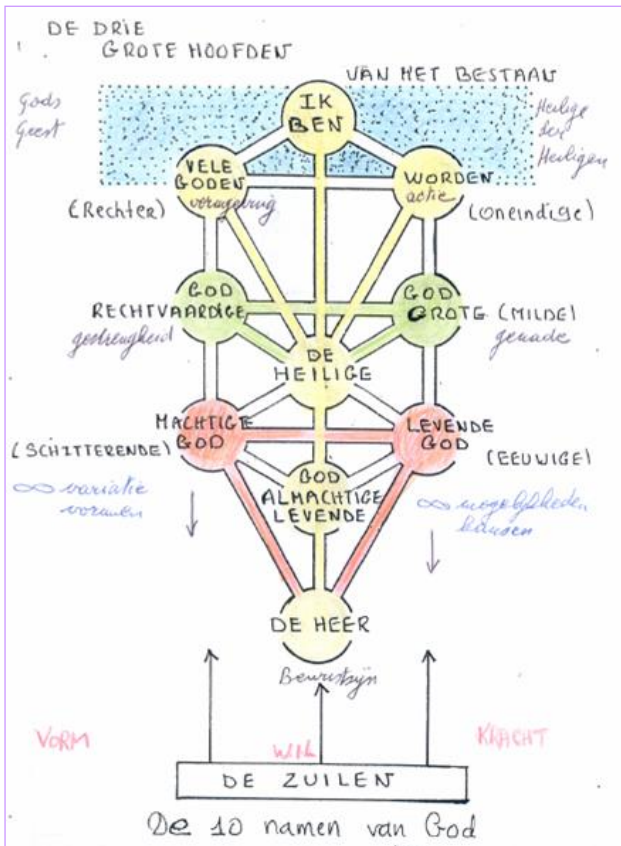 DE DRIE
GROTE HOOFDEN
VAN HET BESTAAN
Gods
Geest
IK
BEN
Heilige
der
Heiligen
VELE
GODEN
vormgeving
(Rechter)
WORDEN
actie
(Oneindige)
GOD
RECHTVAARDIGE
gestrengheid
GOD
GROTE (MILDE)
genade
DE
HEILIGE
MACHTIGE
GOD
(SCHITTERENDE)
∞ variatie
vormen
LEVENDE
GOD
(EEUWIGE)
∞ mogelijkheden
kansen
GOD
ALMACHTIGE
LEVENDE
DE HEER
Bewustzijn
VORM
WIL
KRACHT
DE ZUILEN
De 10 namen van God